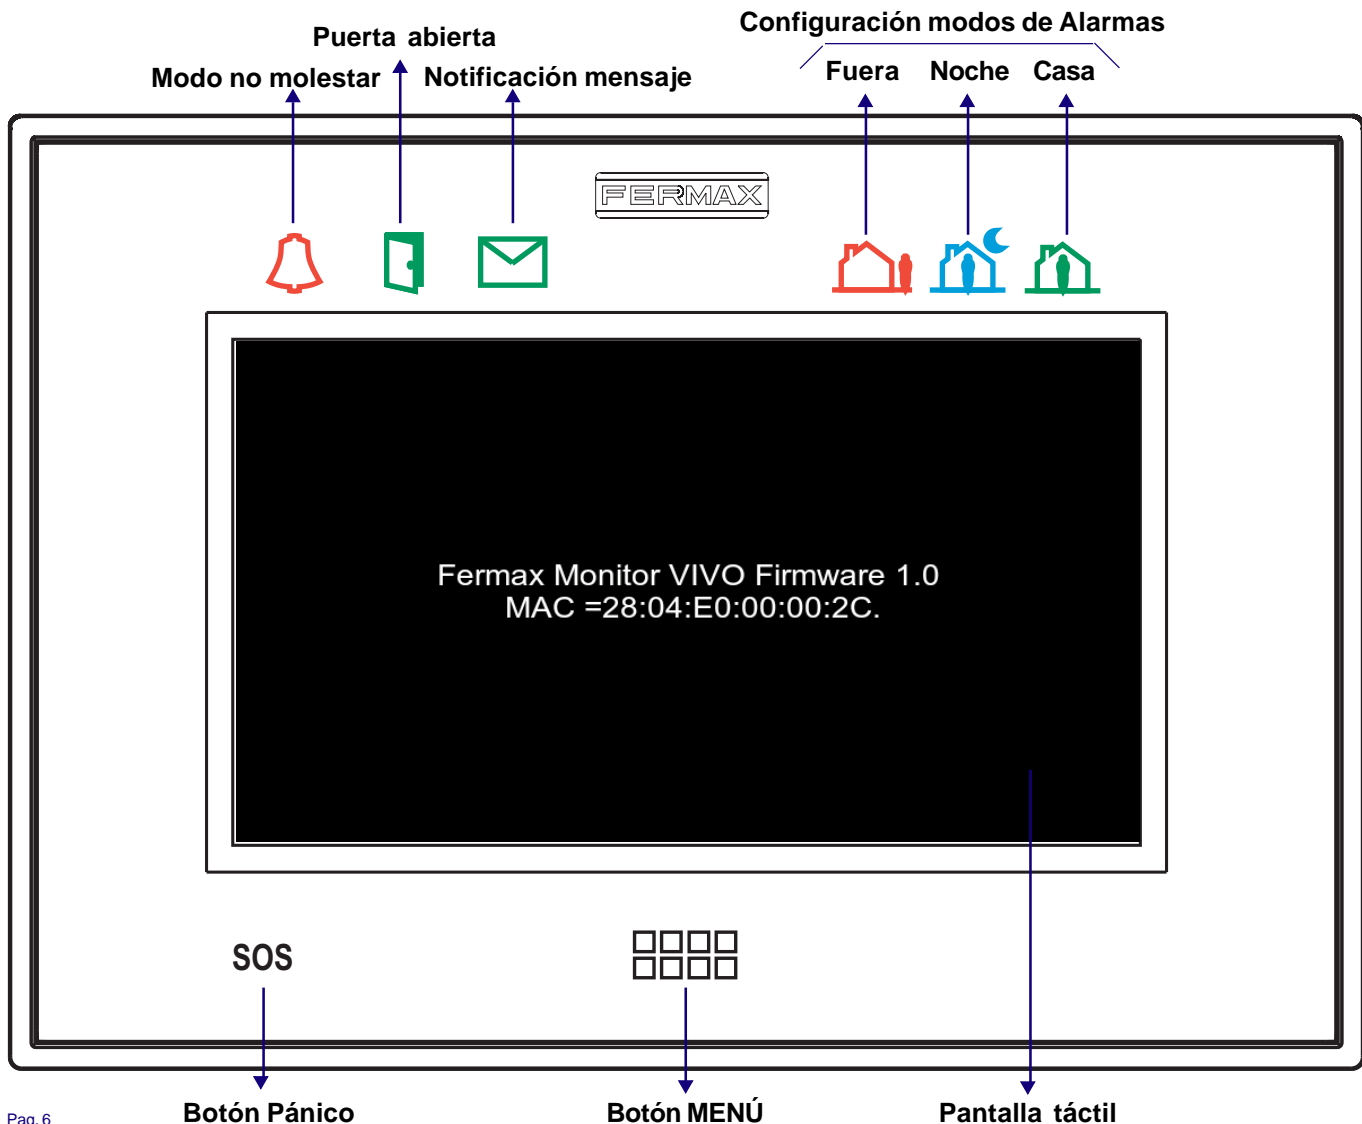 Configuración modos de Alarmas
Puerta abierta
Modo no molestar
Notificación mensaje
Fuera
Noche
Casa
FERMAX
Fermax Monitor VIVO Firmware 1.0
MAC =28:04:E0:00:00:2C.
SOS
Botón Pánico
Botón MENÚ
Pantalla táctil
Pag. 6